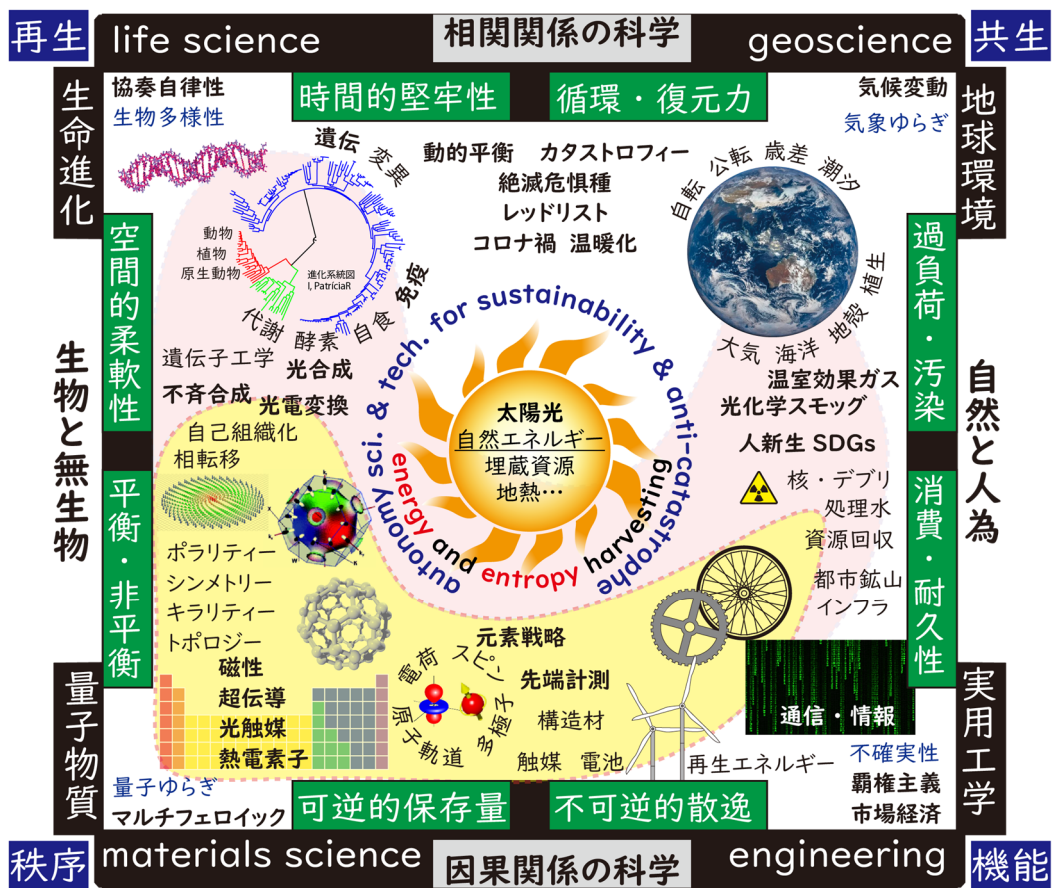 再生
life science
相関関係の科学
geoscience
共生
生命進化
協奏自律性
生物多様性
時間的堅牢性
循環・復元力
気候変動
気象ゆらぎ
地球環境
遺伝 変異
動的平衡 カタストロフィー
絶滅危惧種
レッドリスト
コロナ禍 温暖化
自転 公転 歳差 潮汐
空間的柔軟性
動物
植物
原生動物
進化系統図
I, PatríciaR
代謝 酵素 自食 免疫
大気 海洋 地殻 植生
過負荷・汚染
遺伝子工学
光合成
不斉合成
光電変換
温室効果ガス
光化学スモッグ
人新生 SDGs
autonomy sci. & tech. for sustainability & anti-catastrophe
energy and entropy harvesting
太陽光
自然エネルギー
埋蔵資源
地熱…
生物と無生物
自然と人為
自己組織化
相転移
核・デブリ
処理水
資源回収
都市鉱山
インフラ
平衡・非平衡
消費・耐久性
ポラリティー
シンメトリー
キラリティー
トポロジー
磁性
超伝導
光触媒
熱電素子
元素戦略
先端計測
電荷 スピン
原子軌道 多極子
構造材
触媒 電池
再生エネルギー
通信・情報
量子物質
量子ゆらぎ
マルチフェロイック
可逆的保存量
不可逆的散逸
不確実性
覇権主義
市場経済
実用工学
秩序
materials science
因果関係の科学
engineering
機能